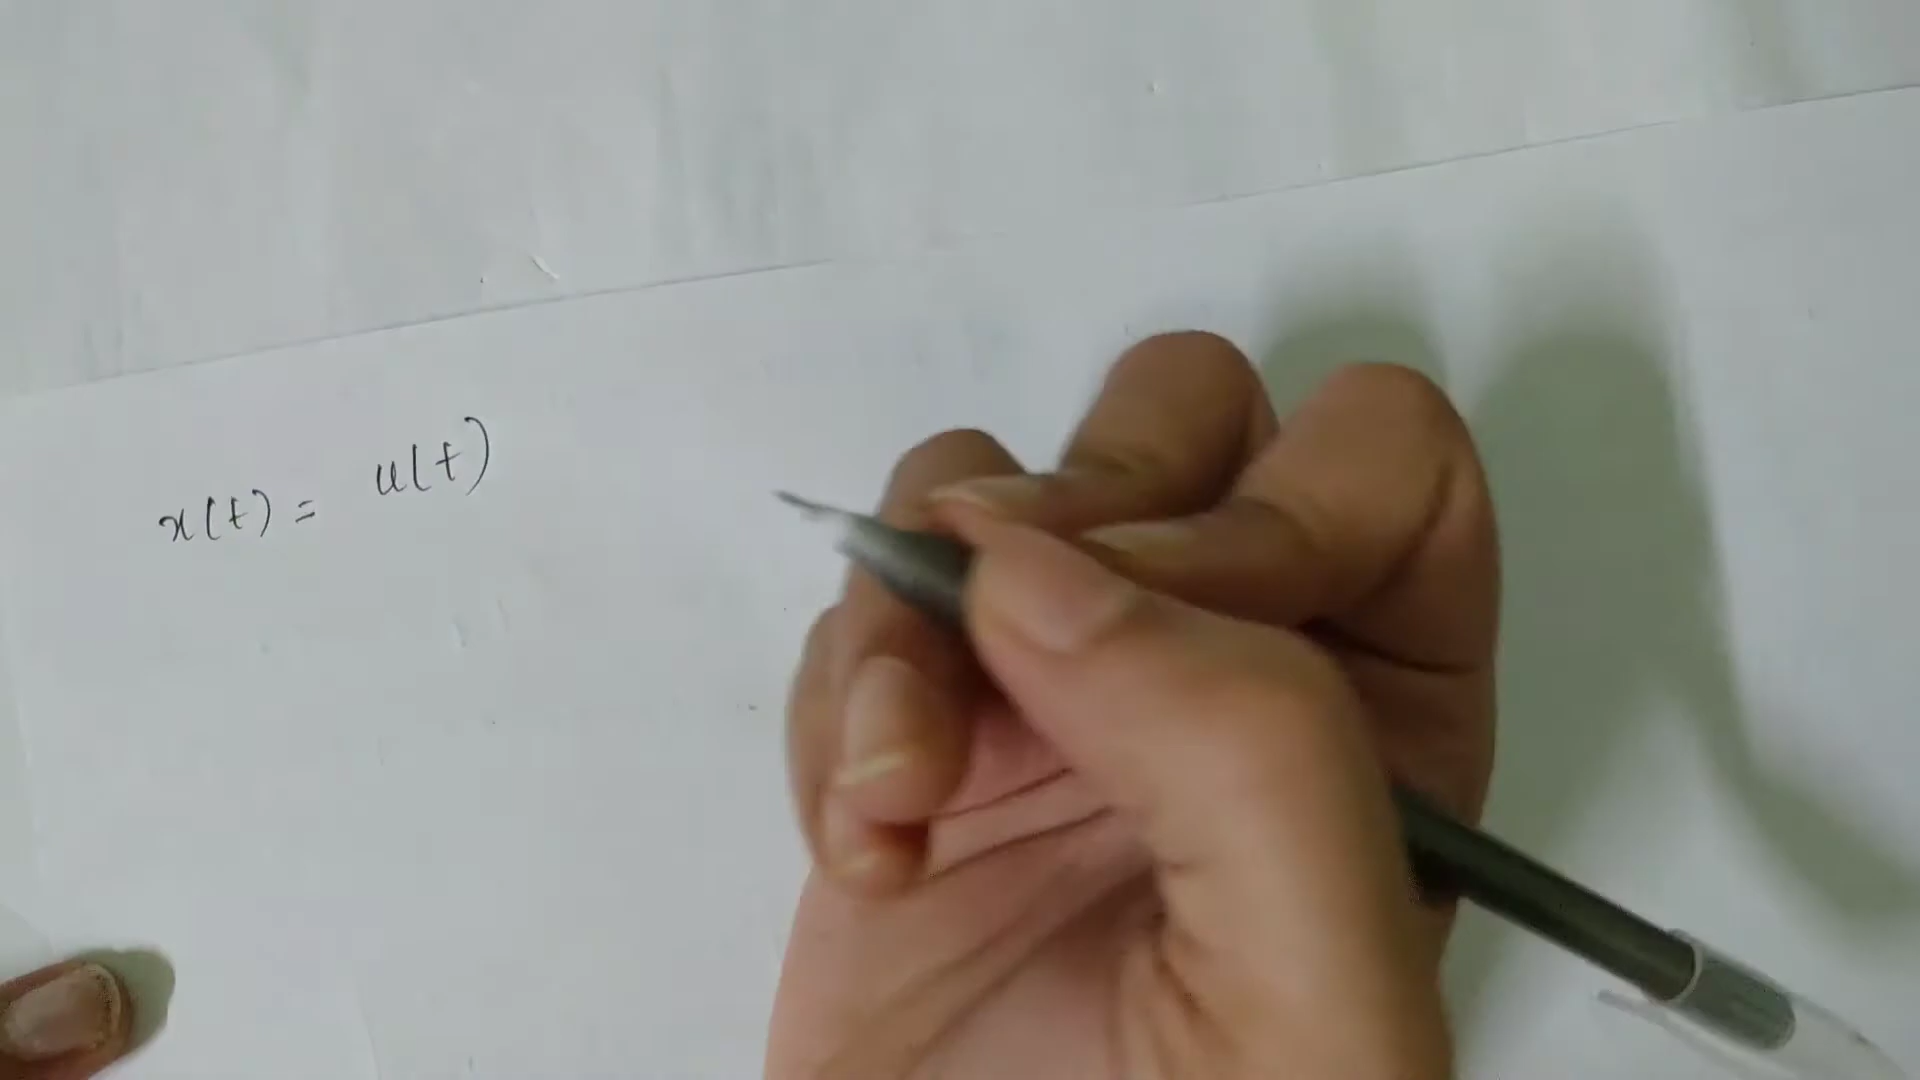 x(t) = u(t)